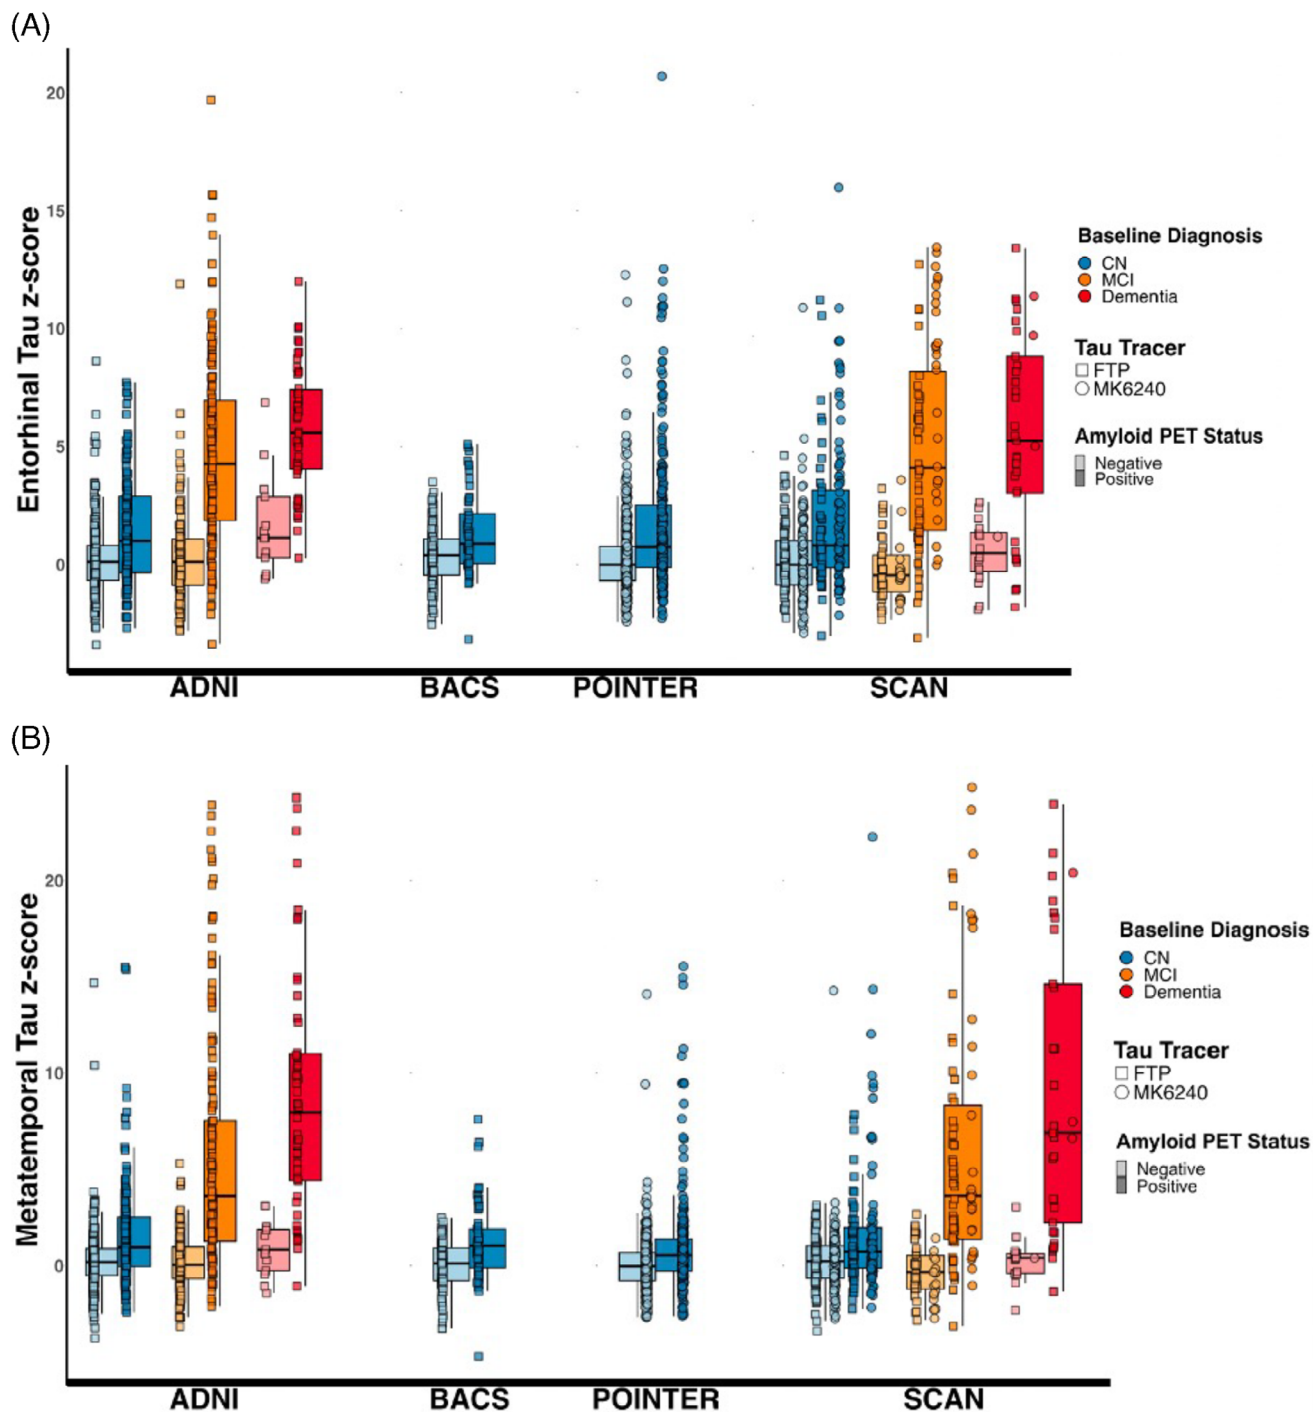 (A)
Entorhinal Tau z-score
20
15
10
5
0
ADNI
BACS
POINTER
SCAN
Baseline Diagnosis
CN
MCI
Dementia
Tau Tracer
FTP
MK6240
Amyloid PET Status
Negative
Positive
(B)
Metatemporal Tau z-score
20
10
0
ADNI
BACS
POINTER
SCAN
Baseline Diagnosis
CN
MCI
Dementia
Tau Tracer
FTP
MK6240
Amyloid PET Status
Negative
Positive